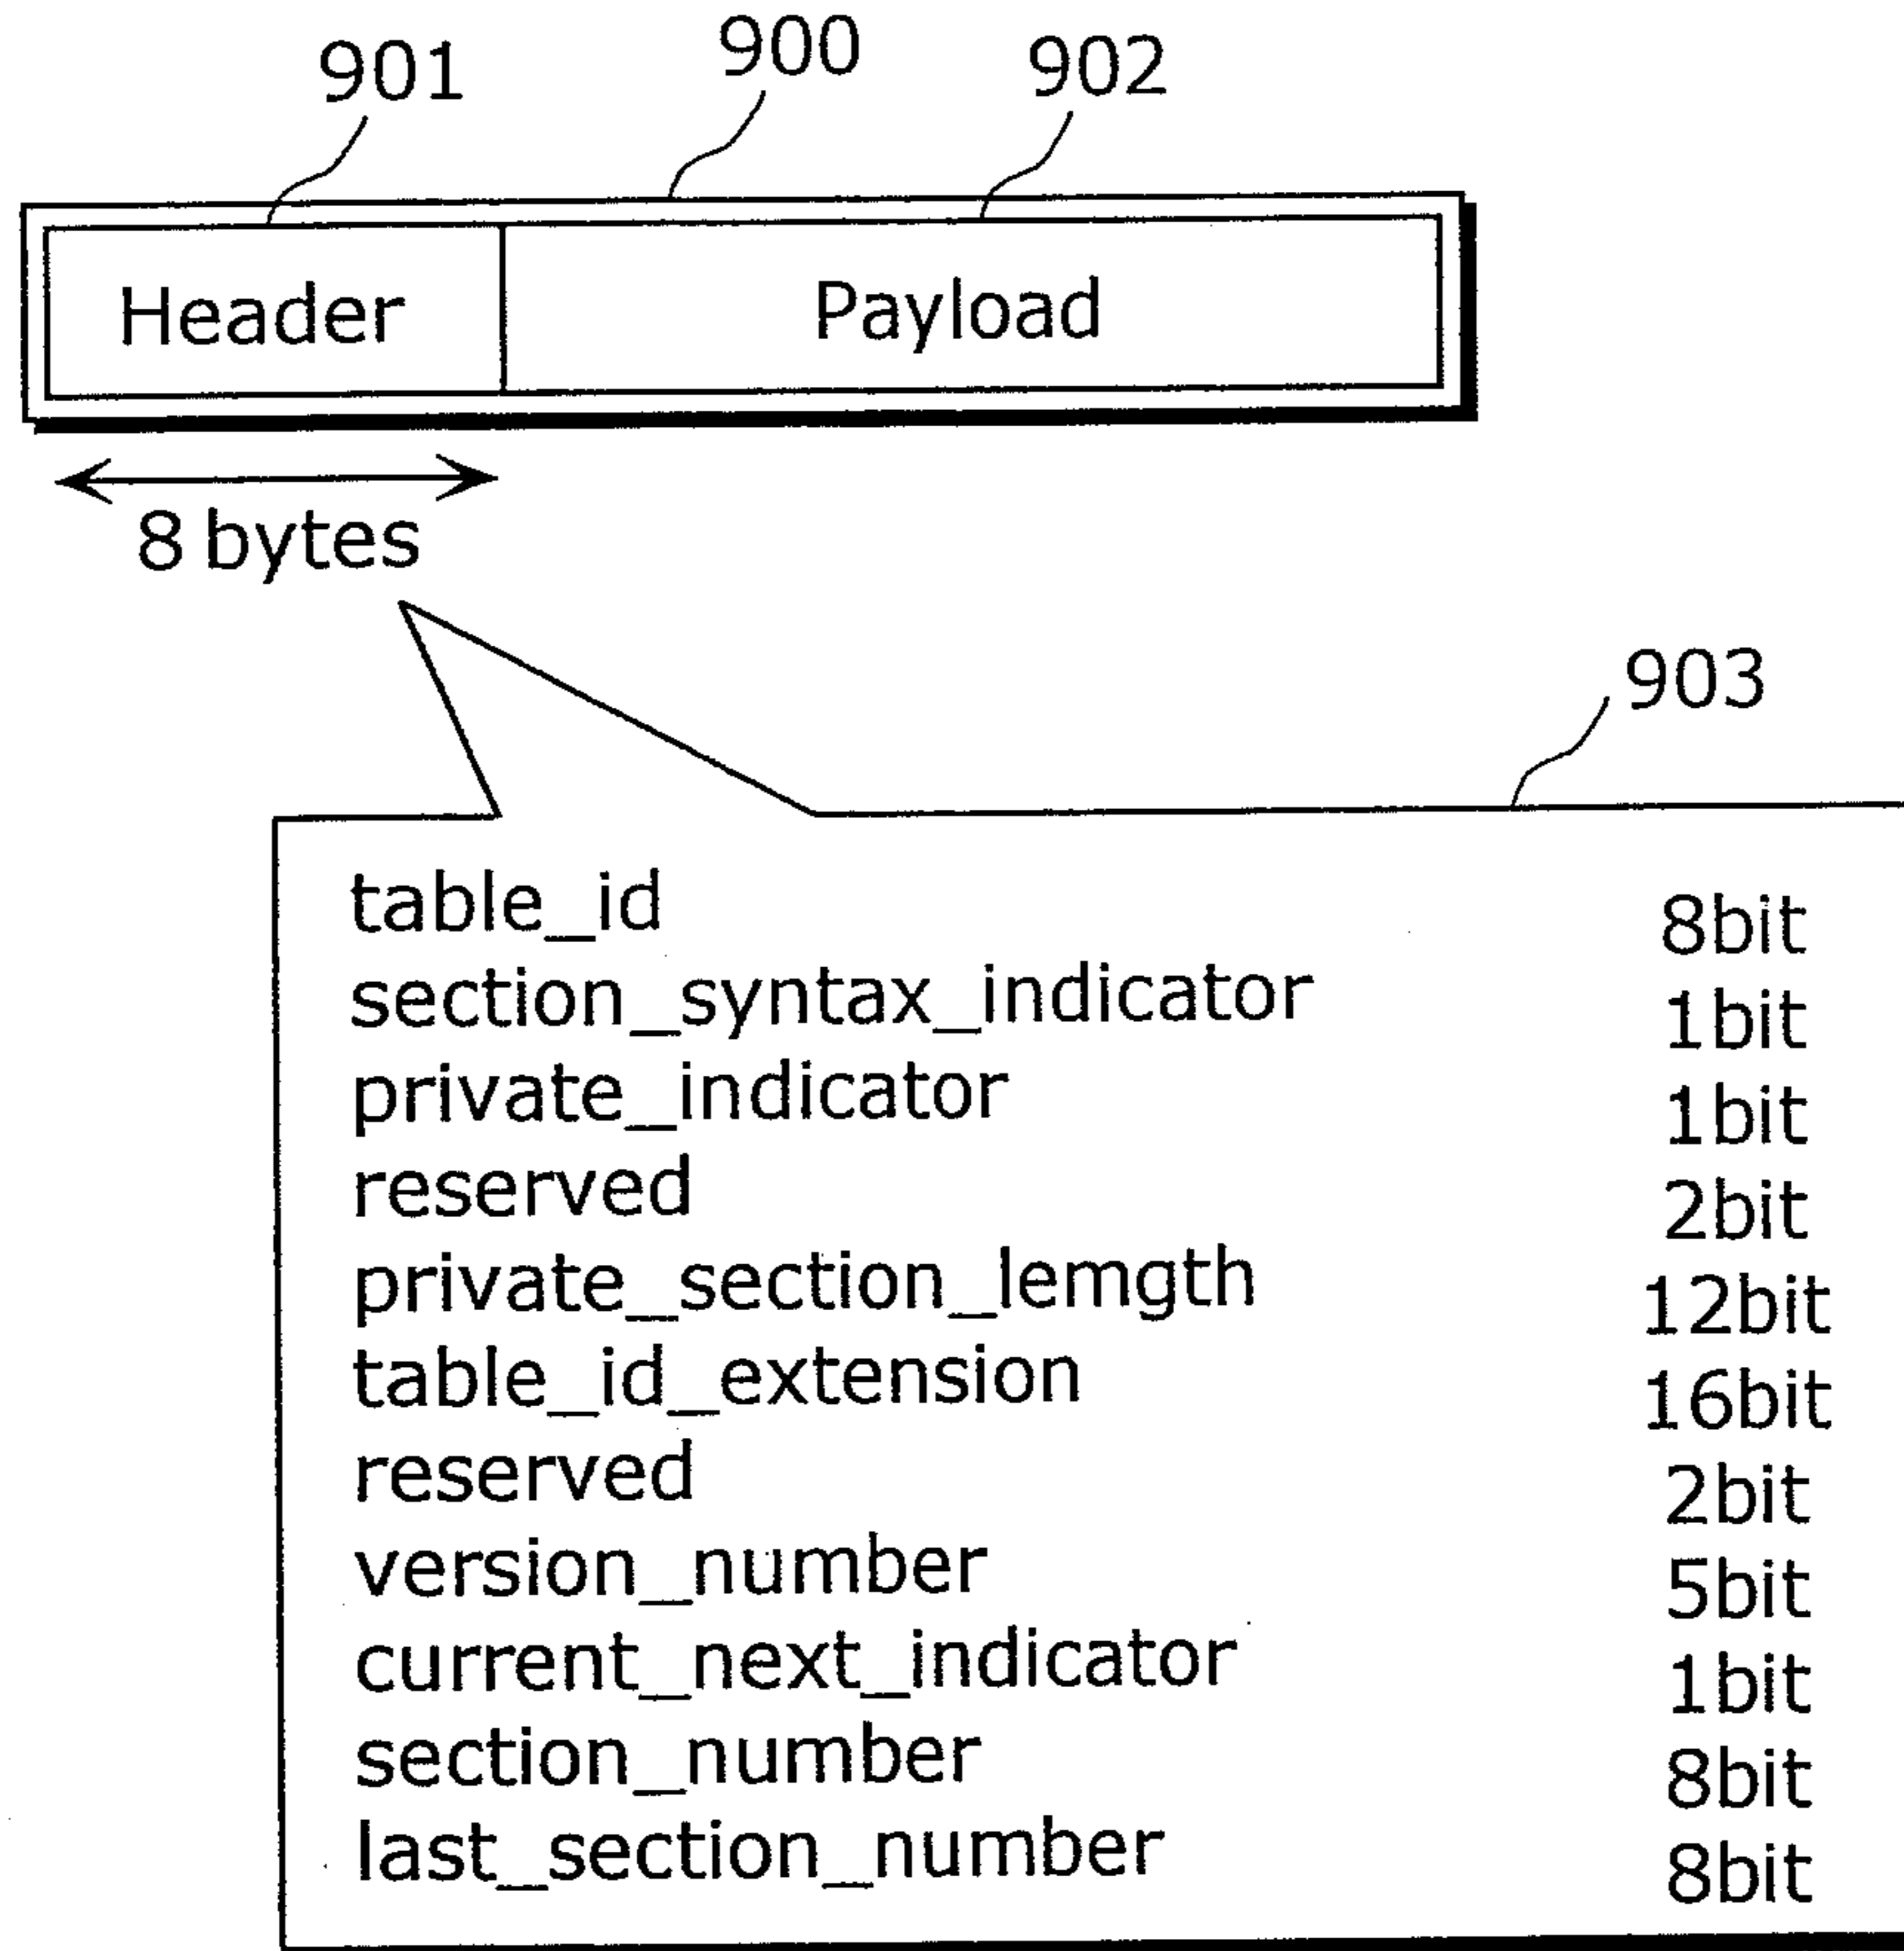 901 900 902
Header Payload
8 bytes
903
table_id 8bit
section_syntax_indicator 1bit
private_indicator 1bit
reserved 2bit
private_section_lemgth 12bit
table_id_extension 16bit
reserved 2bit
version_number 5bit
current_next_indicator 1bit
section_number 8bit
last_section_number 8bit